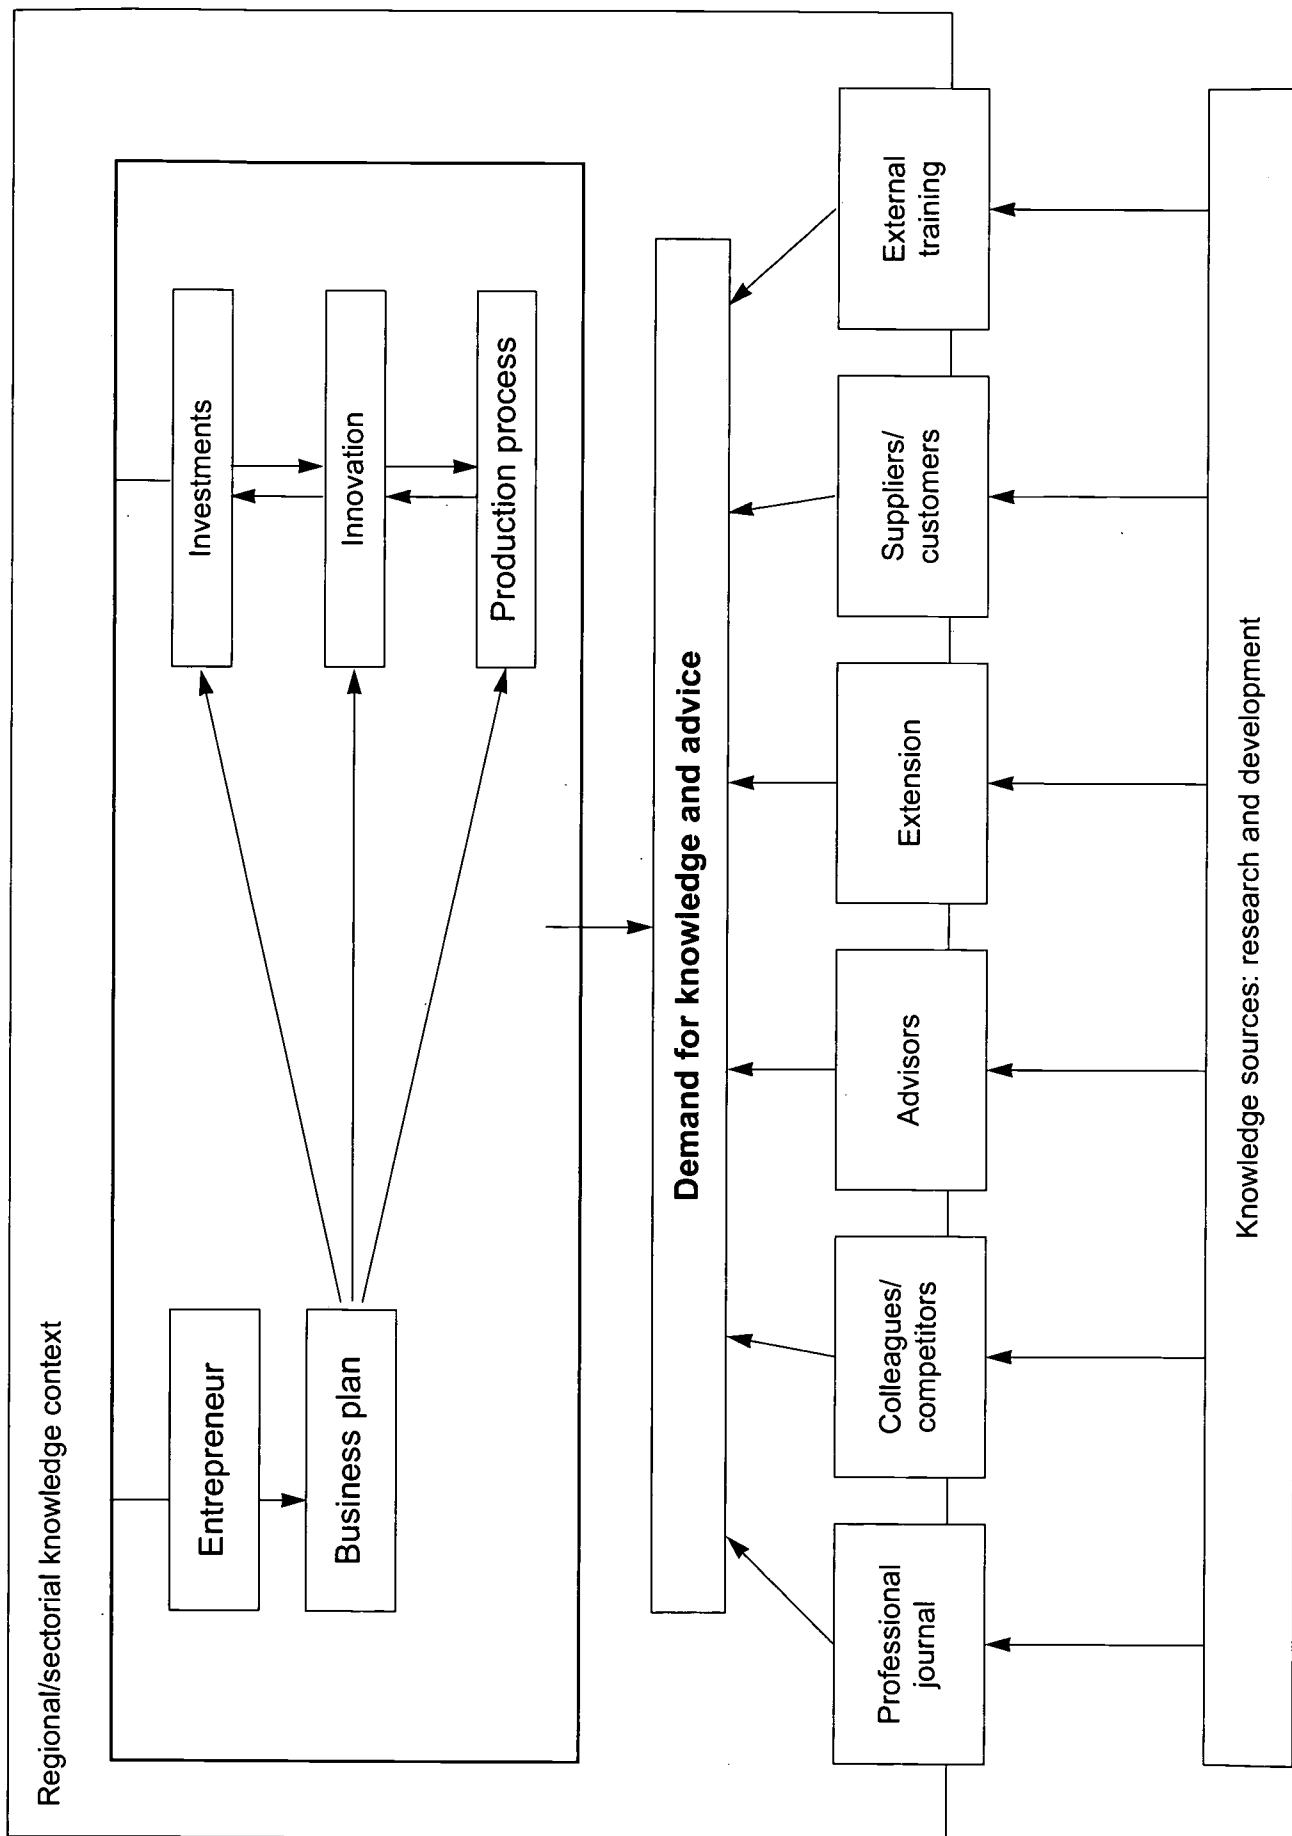 Regional/sectorial knowledge context
Entrepreneur
Investments
Business plan
Innovation
Production process
Demand for knowledge and advice
Professional
journal
Colleagues/
competitors
Advisors
Extension
Suppliers/
customers
External
training
Knowledge sources: research and development